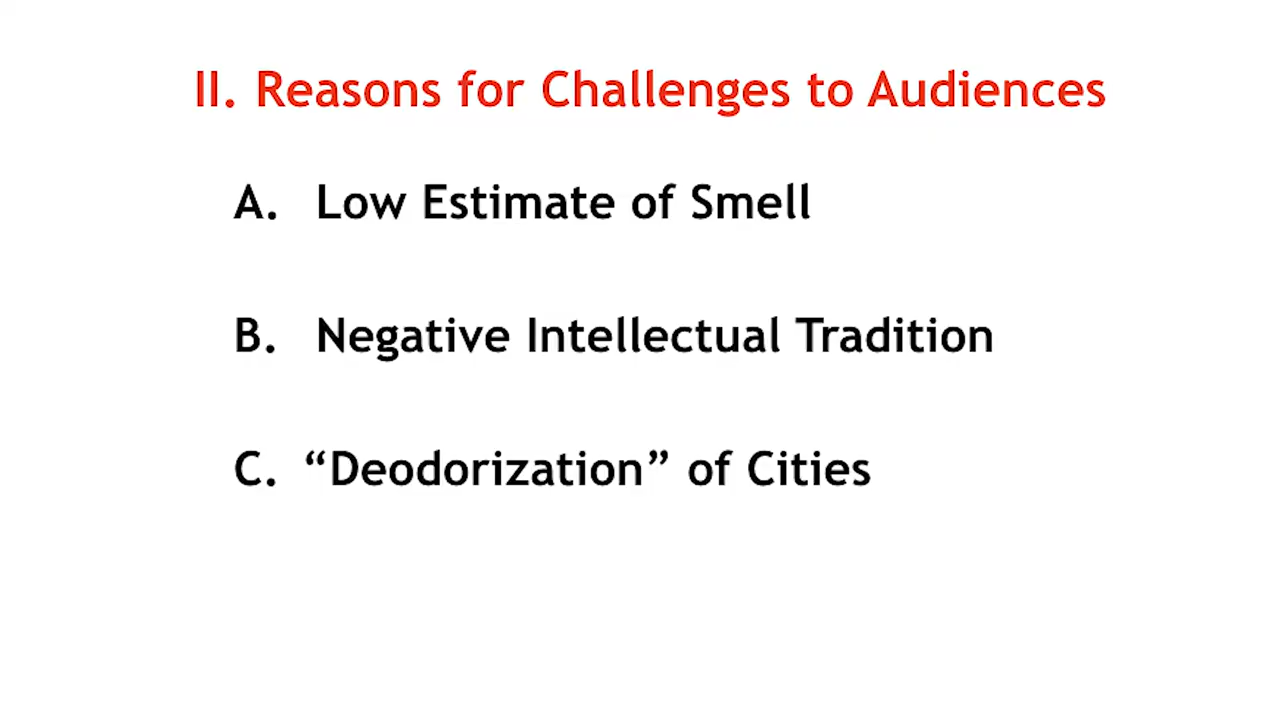 II. Reasons for Challenges to Audiences
A. Low Estimate of Smell
B. Negative Intellectual Tradition
C. “Deodorization” of Cities